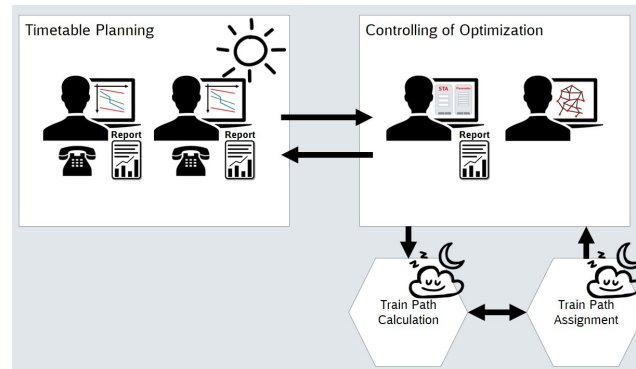 Timetable Planning
Report
Report
Controlling of Optimization
STA
Report
z z
Train Path
Calculation
z z
Train Path
Assignment